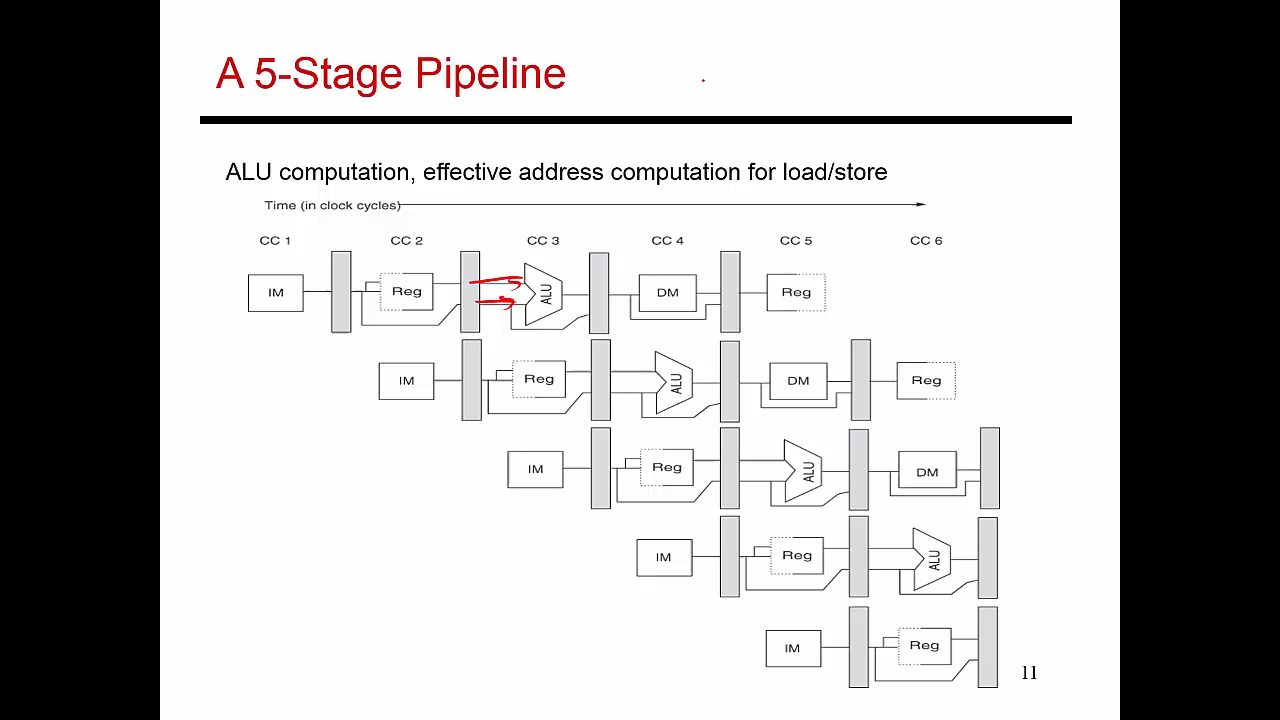 A 5-Stage Pipeline
ALU computation, effective address computation for load/store
Time (in clock cycles)
CC 1 CC 2 CC 3 CC 4 CC 5 CC 6
IM Reg ALU DM Reg
IM Reg ALU DM Reg
IM Reg ALU DM
IM Reg ALU
IM Reg
11